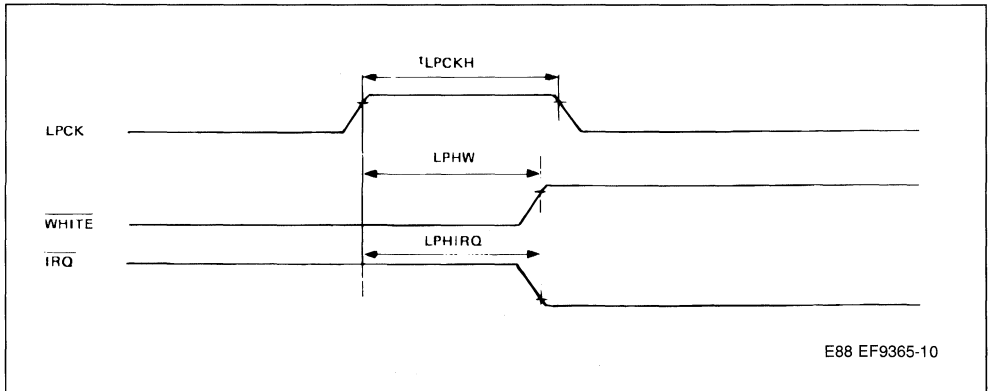 tLPCKH
LPCK
LPHW
WHITE
LPHIRQ
IRQ
E88 EF9365-10